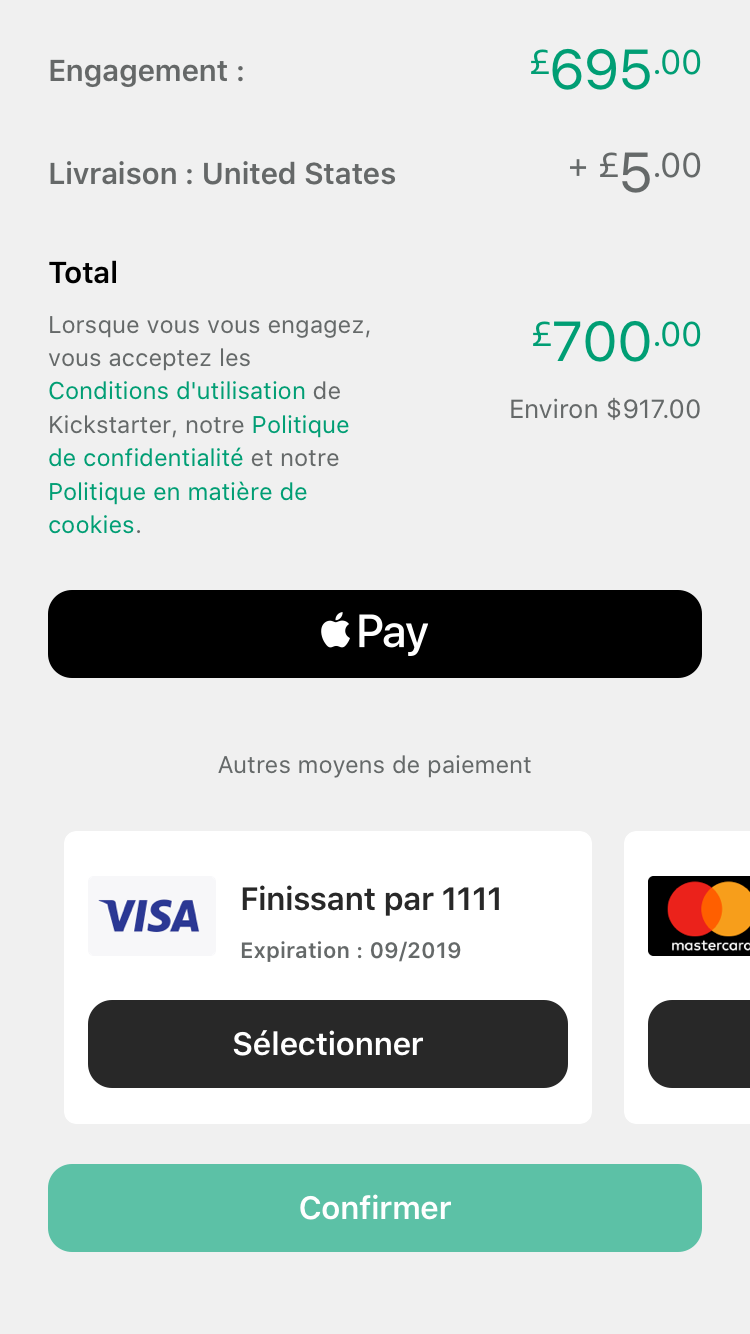 Engagement : £695.00
Livraison : United States + £5.00
Total
Lorsque vous vous engagez,
vous acceptez les
Conditions d'utilisation de
Kickstarter, notre Politique
de confidentialité et notre
Politique en matière de
cookies.
£700.00
Environ $917.00
Pay
Autres moyens de paiement
VISA
Finissant par 1111
Expiration : 09/2019
Sélectionner
mastercard
Confirmer